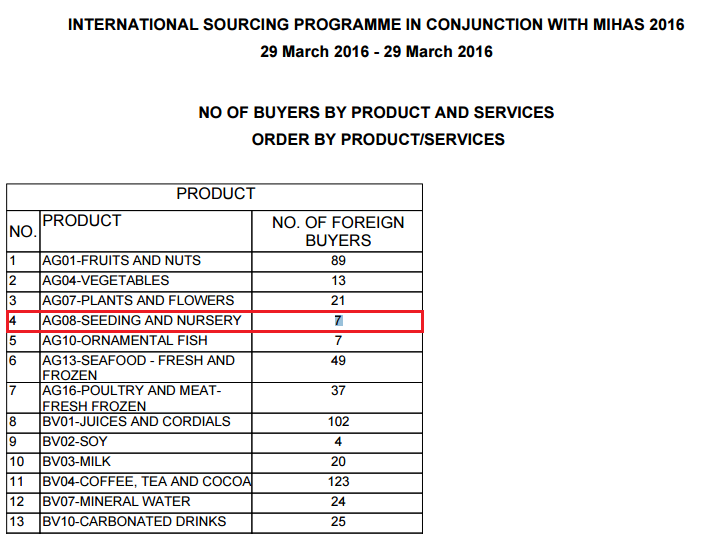 INTERNATIONAL SOURCING PROGRAMME IN CONJUNCTION WITH MIHAS 2016
29 March 2016 - 29 March 2016
NO OF BUYERS BY PRODUCT AND SERVICES
ORDER BY PRODUCT/SERVICES
PRODUCT
NO. PRODUCT NO. OF FOREIGN BUYERS
1 AG01-FRUITS AND NUTS 89
2 AG04-VEGETABLES 13
3 AG07-PLANTS AND FLOWERS 21
4 AG08-SEEDING AND NURSERY 7
5 AG10-ORNAMENTAL FISH 7
6 AG13-SEAFOOD - FRESH AND 49
FROZEN
7 AG16-POULTRY AND MEAT- 37
FRESH FROZEN
8 BV01-JUICES AND CORDIALS 102
9 BV02-SOY 4
10 BV03-MILK 20
11 BV04-COFFEE, TEA AND COCOA 123
12 BV07-MINERAL WATER 24
13 BV10-CARBONATED DRINKS 25